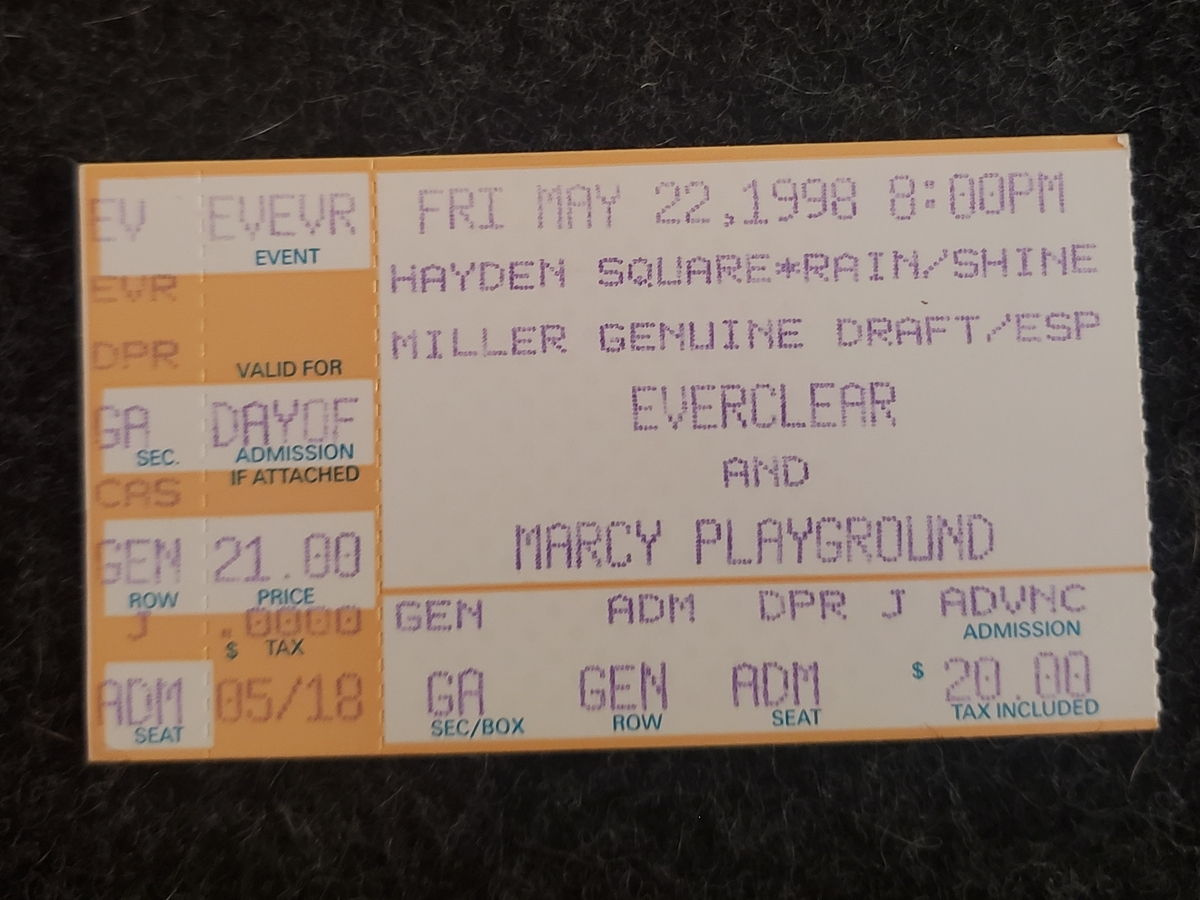 EV EVEVR
EVENT
EVR
DPR
VALID FOR
GA DAYOF
SEC. ADMISSION
IF ATTACHED
CAS
GEN 21.00
ROW PRICE
J .0000
$ TAX
ADM 05/18
SEAT
FRI MAY 22,1998 8:00PM
HAYDEN SQUARE*RAIN/SHINE
MILLER GENUINE DRAFT/ESP
EVERCLEAR
AND
MARCY PLAYGROUND
GEN ADM DPR J ADVNC
ADMISSION
GA GEN ADM $ 20.00
SEC/BOX ROW SEAT TAX INCLUDED